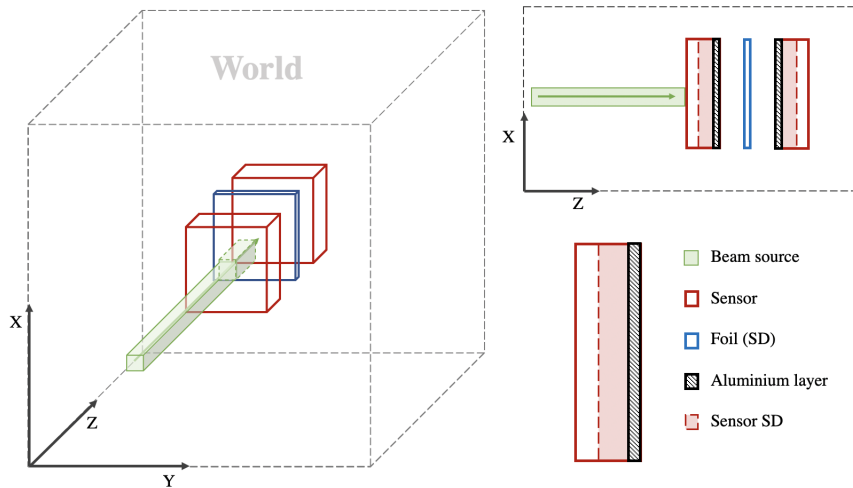 World
X
Z
Y
X
Z
Beam source
Sensor
Foil (SD)
Aluminium layer
Sensor SD